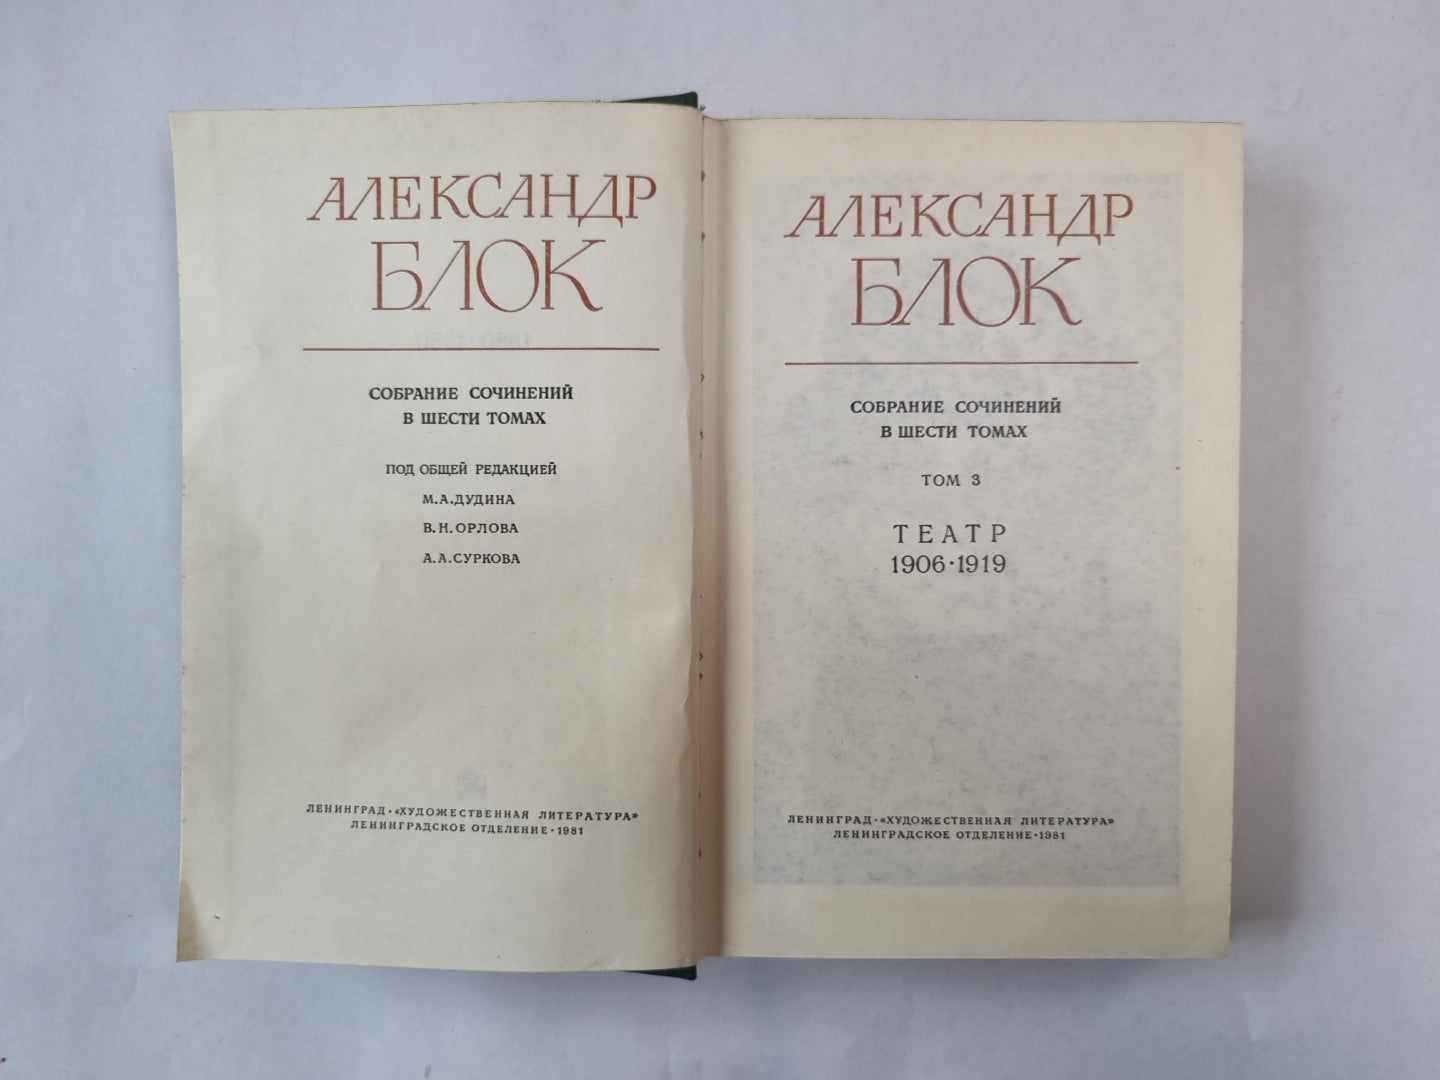 АЛЕКСАНДР
БЛОК
СОБРАНИЕ СОЧИНЕНИЙ
В ШЕСТИ ТОМАХ
ПОД ОБЩЕЙ РЕДАКЦИЕЙ
М.А.ДУДИНА
В.Н.ОРЛОВА
А.А.СУРКОВА
ЛЕНИНГРАД·«ХУДОЖЕСТВЕННАЯ ЛИТЕРАТУРА»
ЛЕНИНГРАДСКОЕ ОТДЕЛЕНИЕ·1981
АЛЕКСАНДР
БЛОК
СОБРАНИЕ СОЧИНЕНИЙ
В ШЕСТИ ТОМАХ
ТОМ 3
ТЕАТР
1906·1919
ЛЕНИНГРАД·«ХУДОЖЕСТВЕННАЯ ЛИТЕРАТУРА»
ЛЕНИНГРАДСКОЕ ОТДЕЛЕНИЕ·1981